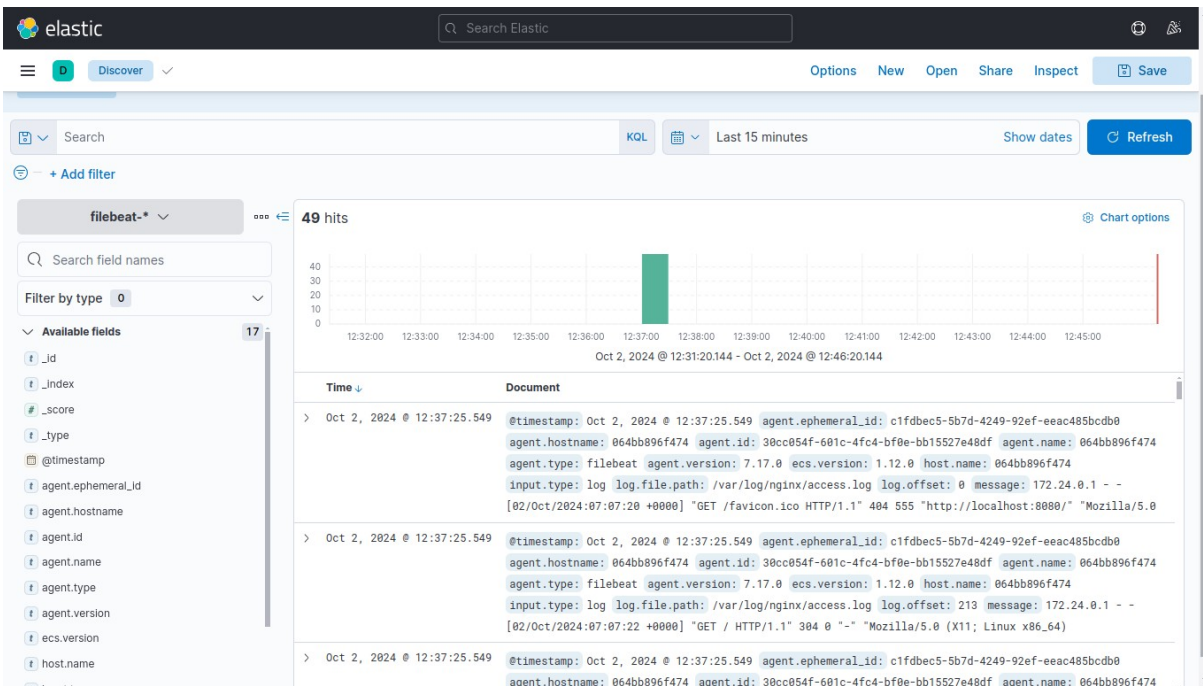 elastic
Search Elastic
D
Discover
Options New Open Share Inspect Save
Search
KQL
Last 15 minutes
Show dates
Refresh
+ Add filter
filebeat-*
49 hits
Chart options
Search field names
Filter by type 0
Available fields 17
t _id
t _index
# _score
t _type
@timestamp
t agent.ephemeral_id
t agent.hostname
t agent.id
t agent.name
t agent.type
t agent.version
t ecs.version
t host.name
40
30
20
10
0
12:32:00 12:33:00 12:34:00 12:35:00 12:36:00 12:37:00 12:38:00 12:39:00 12:40:00 12:41:00 12:42:00 12:43:00 12:44:00 12:45:00
Oct 2, 2024 @ 12:31:20.144 - Oct 2, 2024 @ 12:46:20.144
Time ↓ Document
Oct 2, 2024 @ 12:37:25.549 @timestamp: Oct 2, 2024 @ 12:37:25.549 agent.ephemeral_id: c1fdbec5-5b7d-4249-92ef-eeac485bcdb0
agent.hostname: 064bb896f474 agent.id: 30cc054f-601c-4fc4-bf0e-bb15527e48df agent.name: 064bb896f474
agent.type: filebeat agent.version: 7.17.0 ecs.version: 1.12.0 host.name: 064bb896f474
input.type: log log.file.path: /var/log/nginx/access.log log.offset: 0 message: 172.24.0.1 - -
[02/Oct/2024:07:07:20 +0000] "GET /favicon.ico HTTP/1.1" 404 555 "http://localhost:8080/" "Mozilla/5.0
Oct 2, 2024 @ 12:37:25.549 @timestamp: Oct 2, 2024 @ 12:37:25.549 agent.ephemeral_id: c1fdbec5-5b7d-4249-92ef-eeac485bcdb0
agent.hostname: 064bb896f474 agent.id: 30cc054f-601c-4fc4-bf0e-bb15527e48df agent.name: 064bb896f474
agent.type: filebeat agent.version: 7.17.0 ecs.version: 1.12.0 host.name: 064bb896f474
input.type: log log.file.path: /var/log/nginx/access.log log.offset: 213 message: 172.24.0.1 - -
[02/Oct/2024:07:07:22 +0000] "GET / HTTP/1.1" 304 0 "-" "Mozilla/5.0 (X11; Linux x86_64)
Oct 2, 2024 @ 12:37:25.549 @timestamp: Oct 2, 2024 @ 12:37:25.549 agent.ephemeral_id: c1fdbec5-5b7d-4249-92ef-eeac485bcdb0
agent.hostname: 064bb896f474 agent.id: 30cc054f-601c-4fc4-bf0e-bb15527e48df agent.name: 064bb896f474